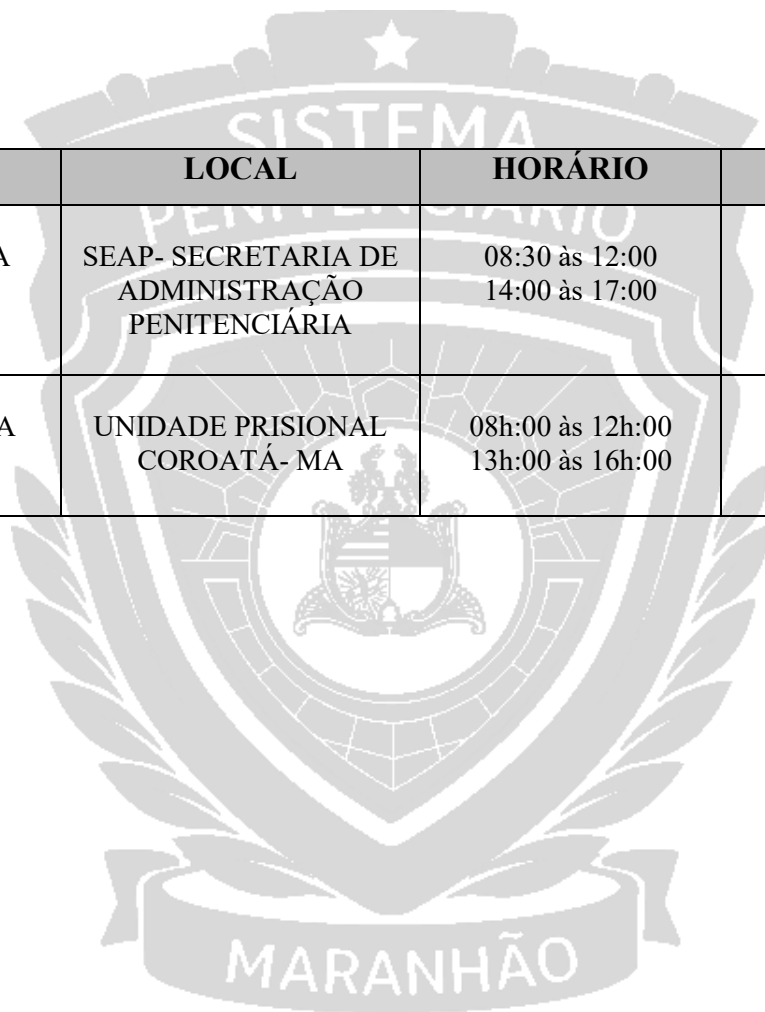 SISTEMA
PENITENCIÁRIO
LOCAL HORÁRIO
A SEAP- SECRETARIA DE 08:30 às 12:00
ADMINISTRAÇÃO 14:00 às 17:00
PENITENCIÁRIA
A UNIDADE PRISIONAL 08h:00 às 12h:00
COROATÁ- MA 13h:00 às 16h:00
MARANHÃO